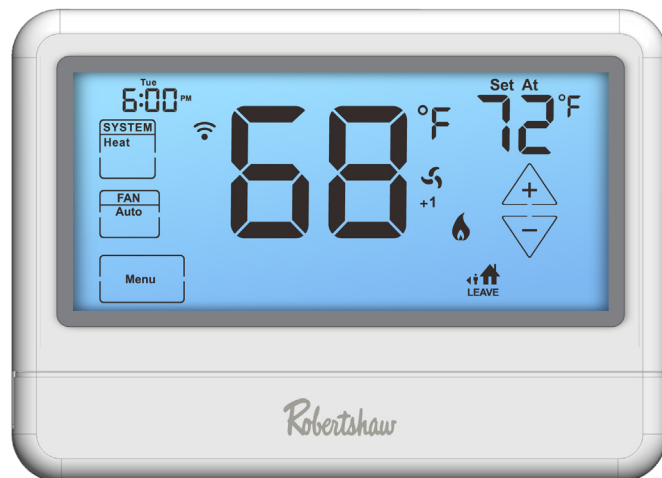 Tue
6:00 PM
SYSTEM
Heat
FAN
Auto
Menu
68 °F
+1
Set At
72 °F
+
−
LEAVE
Robertshaw